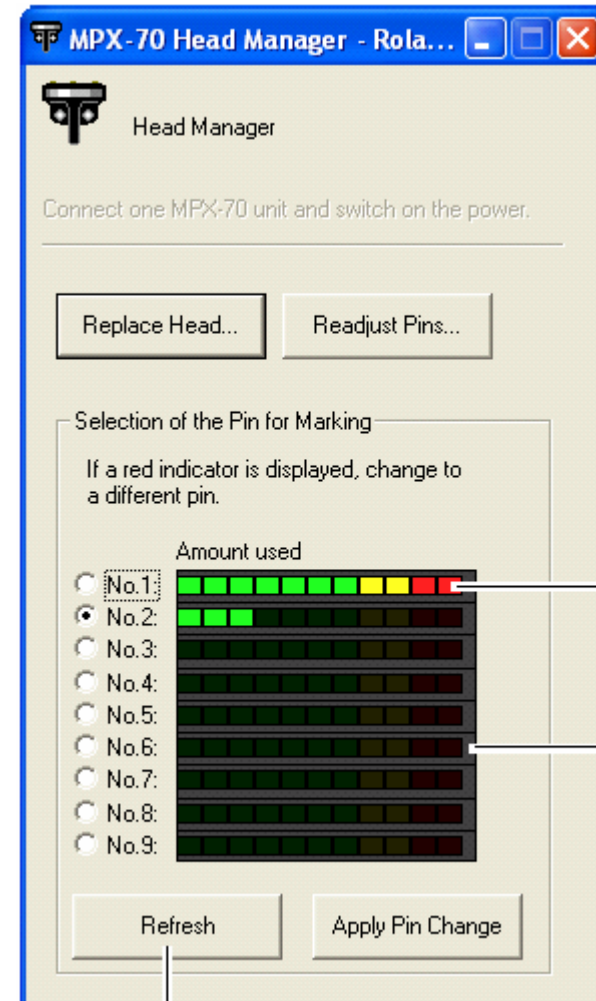 MPX-70 Head Manager - Rola...
Head Manager
Connect one MPX-70 unit and switch on the power.
Replace Head...
Readjust Pins...
Selection of the Pin for Marking
If a red indicator is displayed, change to
a different pin.
Amount used
No.1:
No.2:
No.3:
No.4:
No.5:
No.6:
No.7:
No.8:
No.9:
Refresh
Apply Pin Change